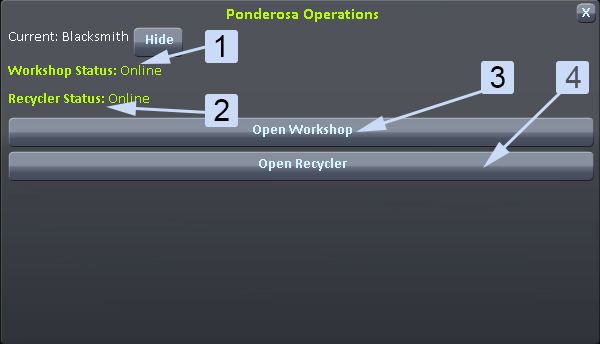 Ponderosa Operations X
Current: Blacksmith Hide
1
Workshop Status: Online
3
4
Recycler Status: Online
2
Open Workshop
Open Recycler